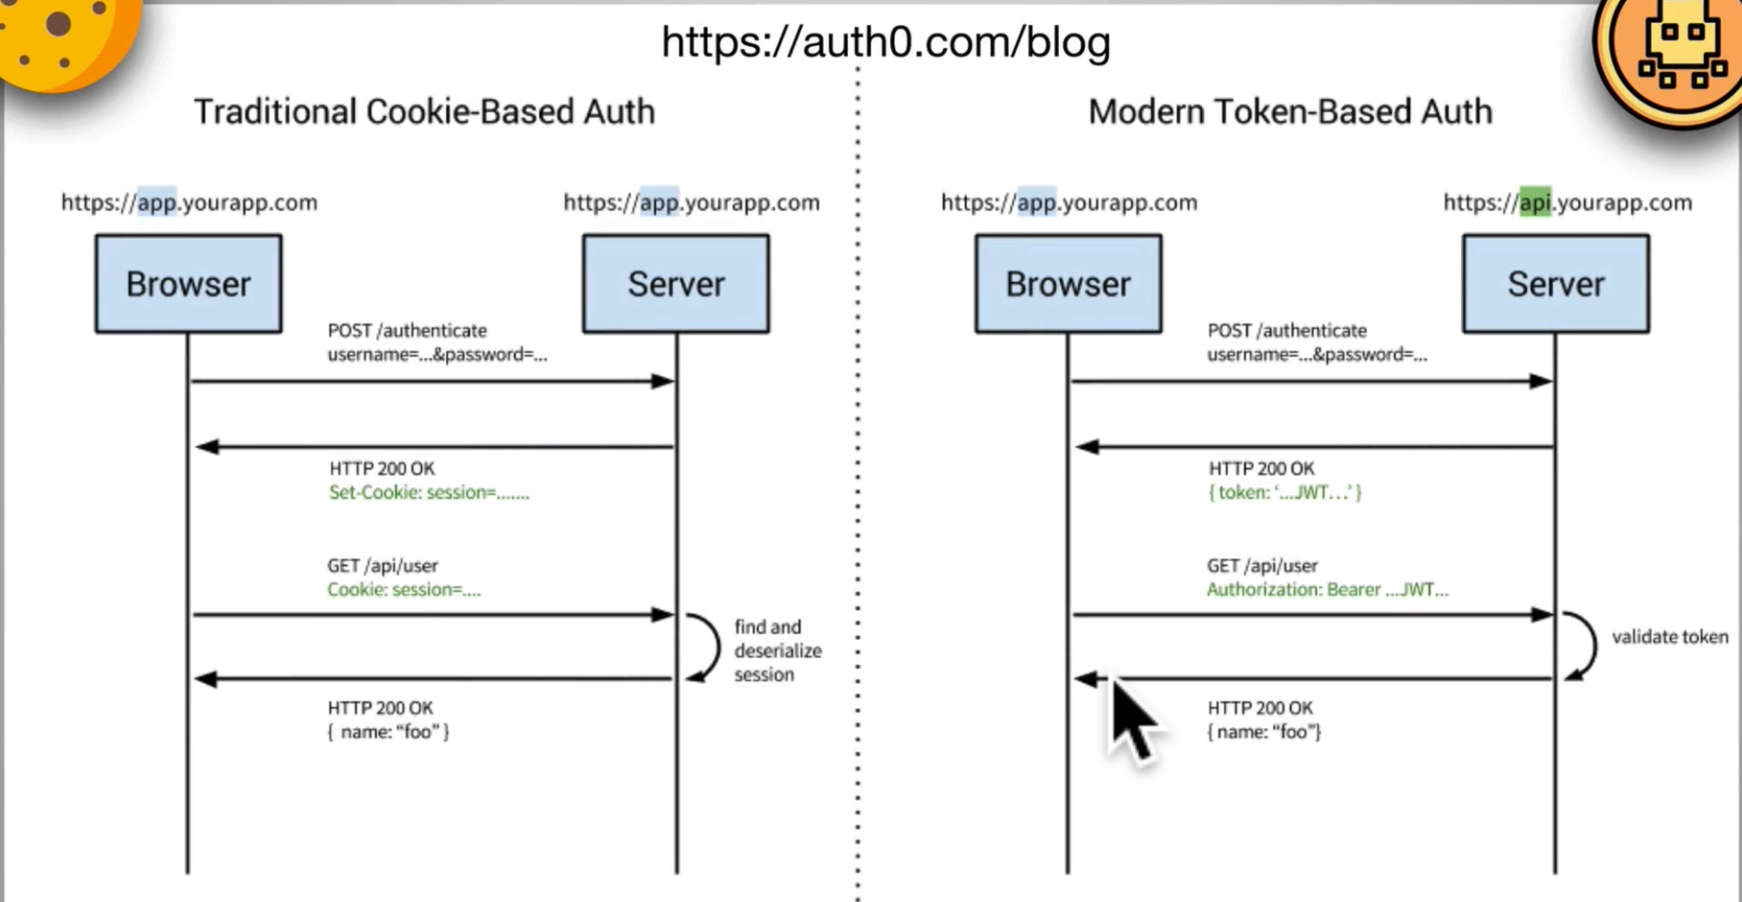 https://auth0.com/blog
Traditional Cookie-Based Auth
https://app.yourapp.com
https://app.yourapp.com
Browser
Server
POST /authenticate
username=...&password=...
HTTP 200 OK
Set-Cookie: session=.......
GET /api/user
Cookie: session=....
find and
deserialize
session
HTTP 200 OK
{ name: “foo” }
Modern Token-Based Auth
https://app.yourapp.com
https://api.yourapp.com
Browser
Server
POST /authenticate
username=...&password=...
HTTP 200 OK
{ token: ‘...JWT...’ }
GET /api/user
Authorization: Bearer ...JWT...
validate token
HTTP 200 OK
{ name: “foo”}